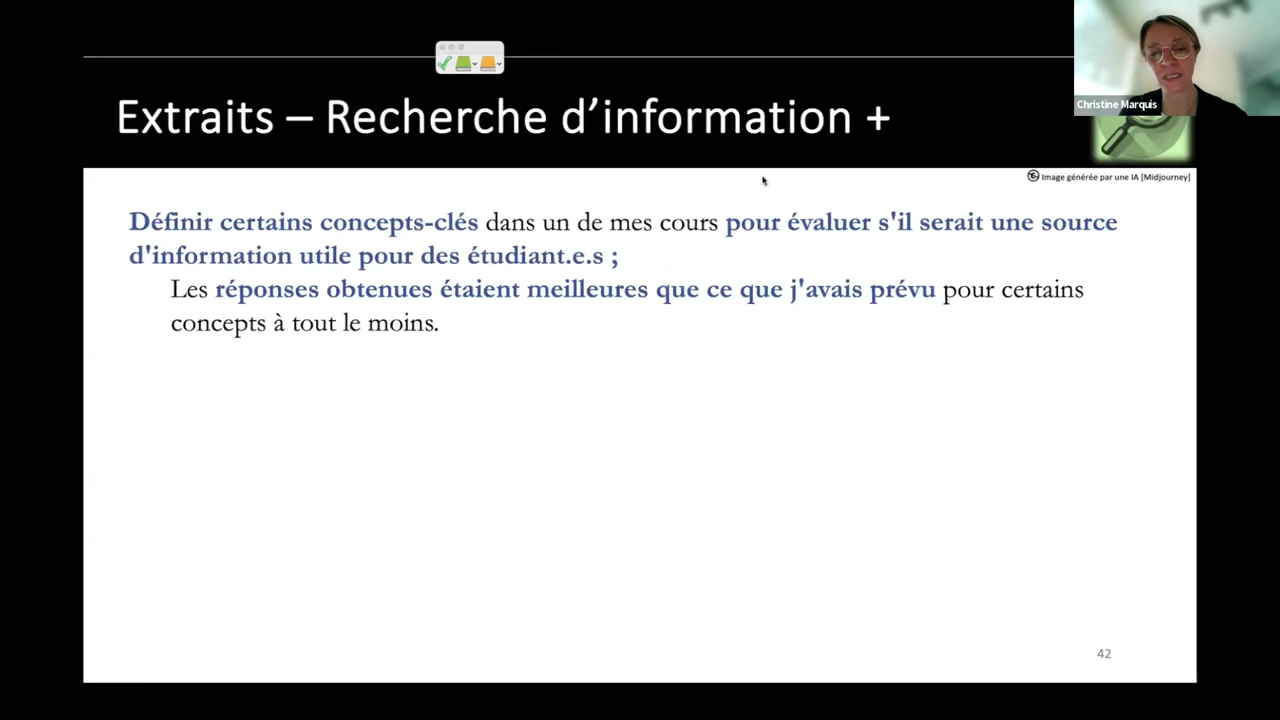 Christine Marquis
Extraits – Recherche d'information +
Image générée par une IA [Midjourney]
Définir certains concepts-clés dans un de mes cours pour évaluer s'il serait une source
d'information utile pour des étudiant.e.s ;
Les réponses obtenues étaient meilleures que ce que j'avais prévu pour certains
concepts à tout le moins.
42